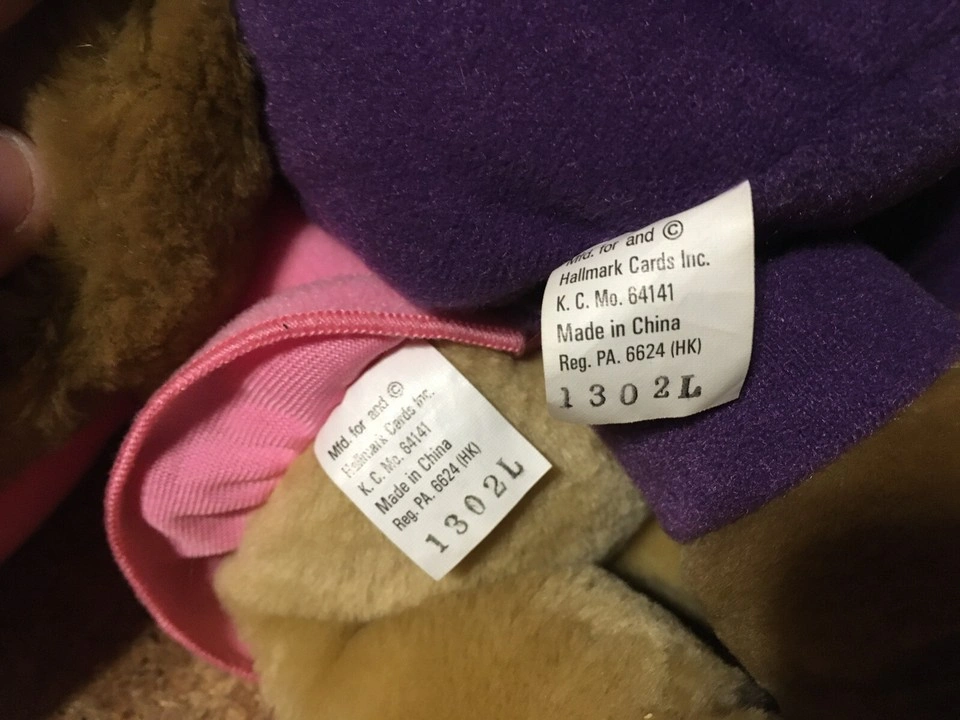 Mfd. for and ©
Hallmark Cards Inc.
K. C. Mo. 64141
Made in China
Reg. PA. 6624 (HK)
1302L
Mfd. for and ©
Hallmark Cards Inc.
K. C. Mo. 64141
Made in China
Reg. PA. 6624 (HK)
1302L